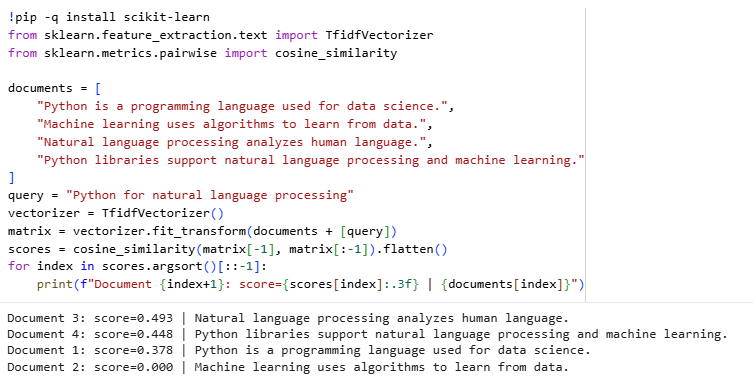 !pip -q install scikit-learn
from sklearn.feature_extraction.text import TfidfVectorizer
from sklearn.metrics.pairwise import cosine_similarity

documents = [
    "Python is a programming language used for data science.",
    "Machine learning uses algorithms to learn from data.",
    "Natural language processing analyzes human language.",
    "Python libraries support natural language processing and machine learning."
]
query = "Python for natural language processing"
vectorizer = TfidfVectorizer()
matrix = vectorizer.fit_transform(documents + [query])
scores = cosine_similarity(matrix[-1], matrix[:-1]).flatten()
for index in scores.argsort()[::-1]:
    print(f"Document {index+1}: score={scores[index]:.3f} | {documents[index]}")
Document 3: score=0.493 | Natural language processing analyzes human language.
Document 4: score=0.448 | Python libraries support natural language processing and machine learning.
Document 1: score=0.378 | Python is a programming language used for data science.
Document 2: score=0.000 | Machine learning uses algorithms to learn from data.